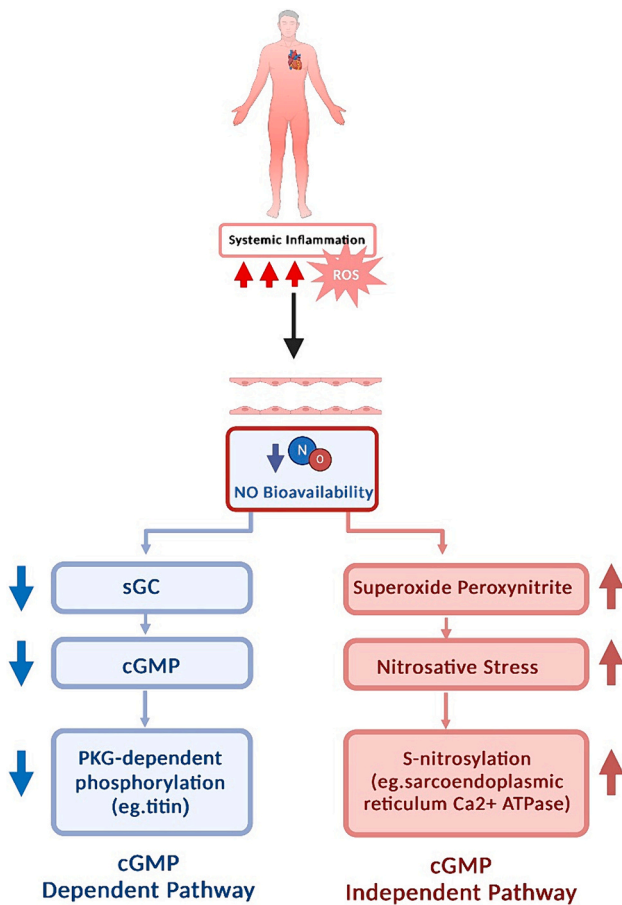 Systemic Inflammation
ROS
N
O
NO Bioavailability
sGC
cGMP
PKG-dependent
phosphorylation
(eg.titin)
cGMP
Dependent Pathway
Superoxide Peroxynitrite
Nitrosative Stress
S-nitrosylation
(eg.sarcoendoplasmic
reticulum Ca2+ ATPase)
cGMP
Independent Pathway